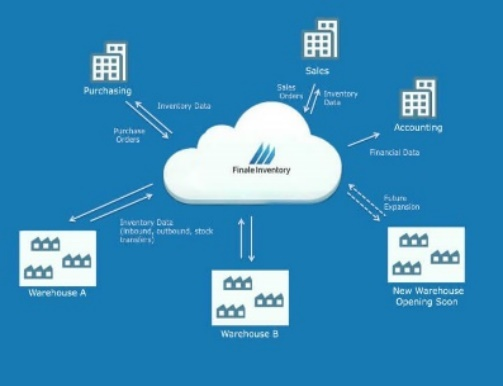 Sales
Purchasing
Sales
Orders
Inventory
Data
Inventory Data
Accounting
Purchase
Orders
Financial Data
Finale Inventory
Future
Expansion
Inventory Data
(inbound, outbound, stock
transfers)
Warehouse A
Warehouse B
New Warehouse
Opening Soon